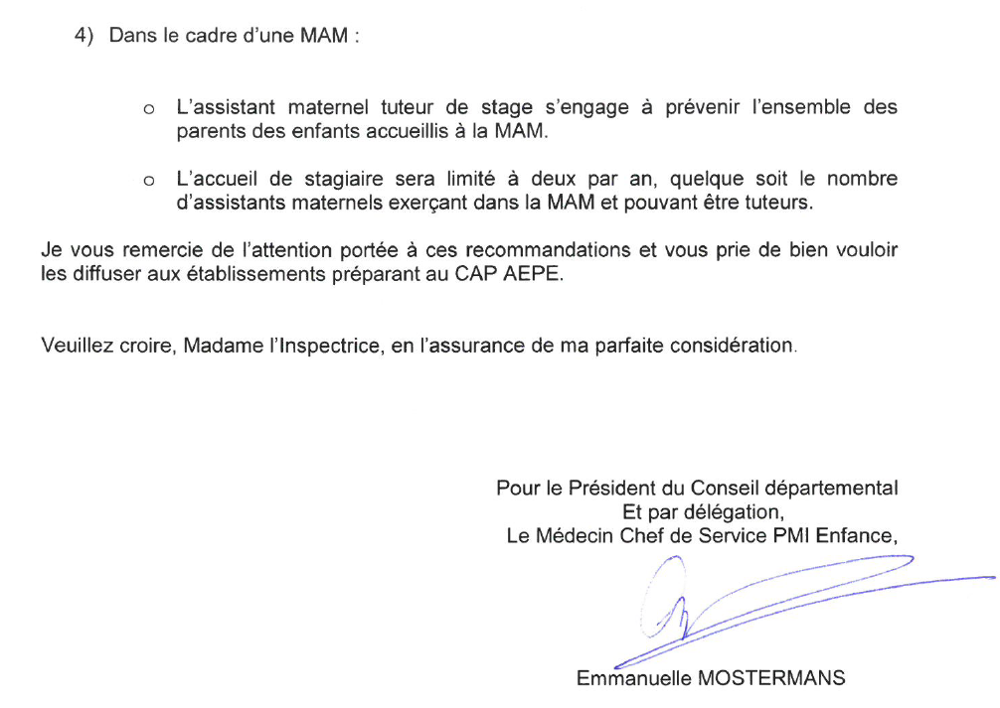 4) Dans le cadre d'une MAM :
o L'assistant maternel tuteur de stage s'engage à prévenir l'ensemble des
parents des enfants accueillis à la MAM.
o L'accueil de stagiaire sera limité à deux par an, quelque soit le nombre
d'assistants maternels exerçant dans la MAM et pouvant être tuteurs.
Je vous remercie de l'attention portée à ces recommandations et vous prie de bien vouloir
les diffuser aux établissements préparant au CAP AEPE.
Veuillez croire, Madame l'Inspectrice, en l'assurance de ma parfaite considération.
Pour le Président du Conseil départemental
Et par délégation,
Le Médecin Chef de Service PMI Enfance,
Emmanuelle MOSTERMANS